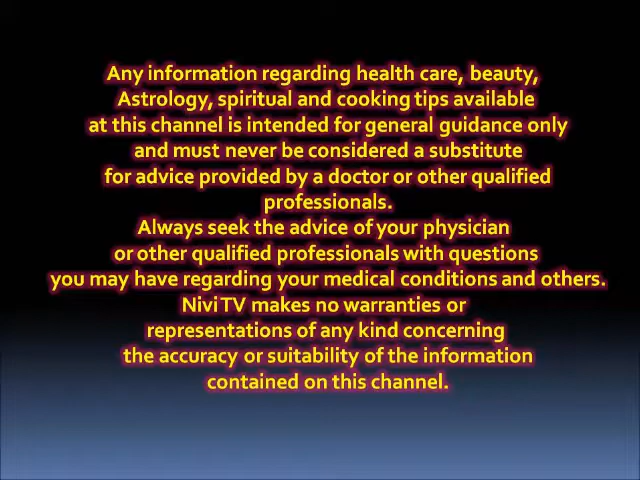 Any information regarding health care, beauty,
Astrology, spiritual and cooking tips available
at this channel is intended for general guidance only
and must never be considered a substitute
for advice provided by a doctor or other qualified
professionals.
Always seek the advice of your physician
or other qualified professionals with questions
you may have regarding your medical conditions and others.
Nivi TV makes no warranties or
representations of any kind concerning
the accuracy or suitability of the information
contained on this channel.